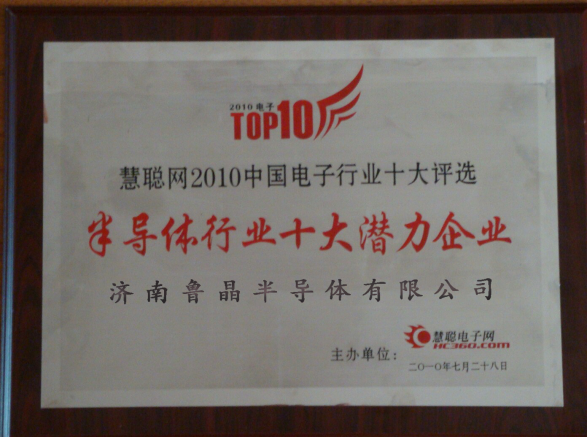 2010 电子
TOP10
慧聪网2010中国电子行业十大评选
半导体行业十大潜力企业
济南鲁晶半导体有限公司
慧聪电子网
HC360.com
主办单位：
二〇一〇年七月二十八日